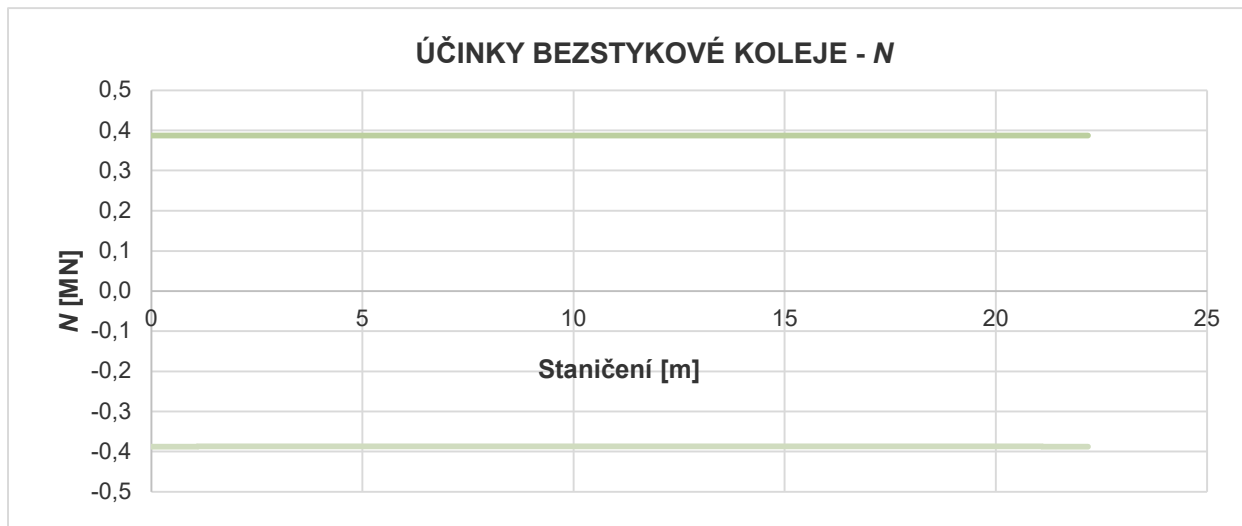 ÚČINKY BEZSTYKOVÉ KOLEJE - N
0,5
0,4
0,3
0,2
0,1
0,0
-0,1
-0,2
-0,3
-0,4
-0,5
N [MN]
0 5 10 15 20 25
Staničení [m]